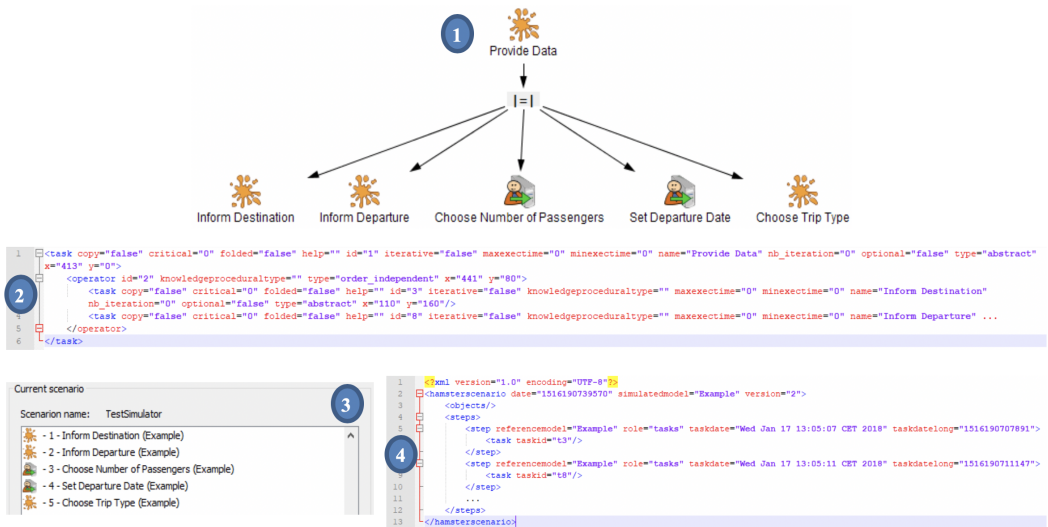 1
Provide Data
|=|
Inform Destination
Inform Departure
Choose Number of Passengers
Set Departure Date
Choose Trip Type
2
1 <task copy="false" critical="0" folded="false" help="" id="1" iterative="false" maxexectime="0" minexectime="0" name="Provide Data" nb_iteration="0" optional="false" type="abstract"
x="413" y="0">
<operator id="2" knowledgeproceduraltype="" type="order_independent" x="441" y="80">
<task copy="false" critical="0" folded="false" help="" id="3" iterative="false" knowledgeproceduraltype="" maxexectime="0" minexectime="0" name="Inform Destination"
nb_iteration="0" optional="false" type="abstract" x="110" y="160"/>
4 <task copy="false" critical="0" folded="false" help="" id="8" iterative="false" knowledgeproceduraltype="" maxexectime="0" minexectime="0" name="Inform Departure" ...
5 </operator>
6 </task>
Current scenario
3
Scenarion name: TestSimulator
- 1 - Inform Destination (Example)
- 2 - Inform Departure (Example)
- 3 - Choose Number of Passengers (Example)
- 4 - Set Departure Date (Example)
- 5 - Choose Trip Type (Example)
4
1 <?xml version="1.0" encoding="UTF-8"?>
2 <hamsterscenario date="1516190739570" simulatedmodel="Example" version="2">
3 <objects/>
4 <steps>
5 <step referencemodel="Example" role="tasks" taskdate="Wed Jan 17 13:05:07 CET 2018" taskdatelong="1516190707891">
6 <task taskid="t3"/>
</step>
<step referencemodel="Example" role="tasks" taskdate="Wed Jan 17 13:05:11 CET 2018" taskdatelong="1516190711147">
9 <task taskid="t8"/>
10 </step>
11 ...
12 </steps>
13 </hamsterscenario>